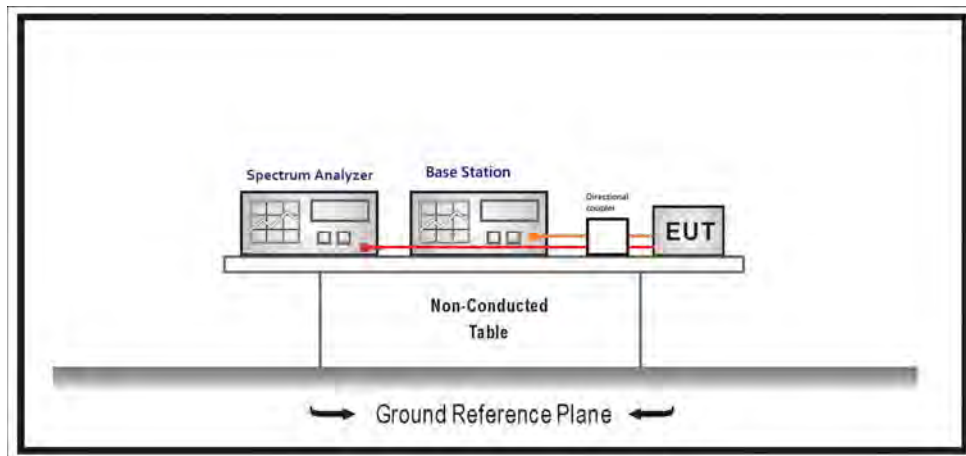 Spectrum Analyzer
Base Station
Directional
coupler
EUT
Non-Conducted
Table
Ground Reference Plane